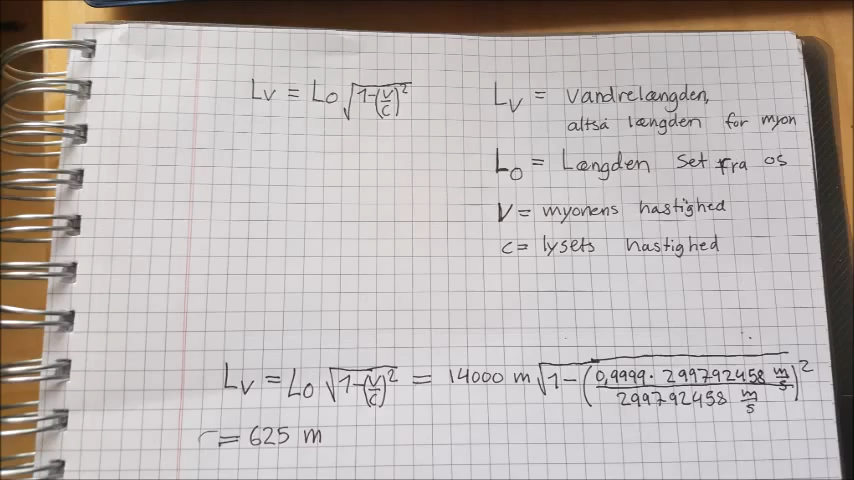 Lv = L0 √1-(v/c)²
Lv = Vandrelængden,
altså længden for myon
L0 = Længden set fra os
V = myonens hastighed
c = lysets hastighed
Lv = L0 √1-(v/c)² = 14000 m √1-(0,9999 · 299792458 m/s / 299792458 m/s)²
= 625 m